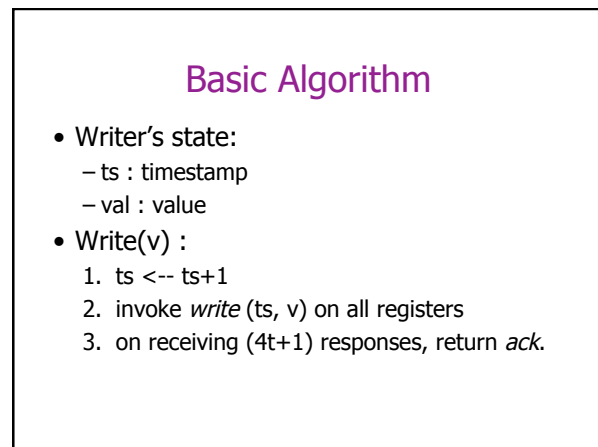 Basic Algorithm
• Writer’s state:
– ts : timestamp
– val : value
• Write(v) :
1. ts <-- ts+1
2. invoke write (ts, v) on all registers
3. on receiving (4t+1) responses, return ack.